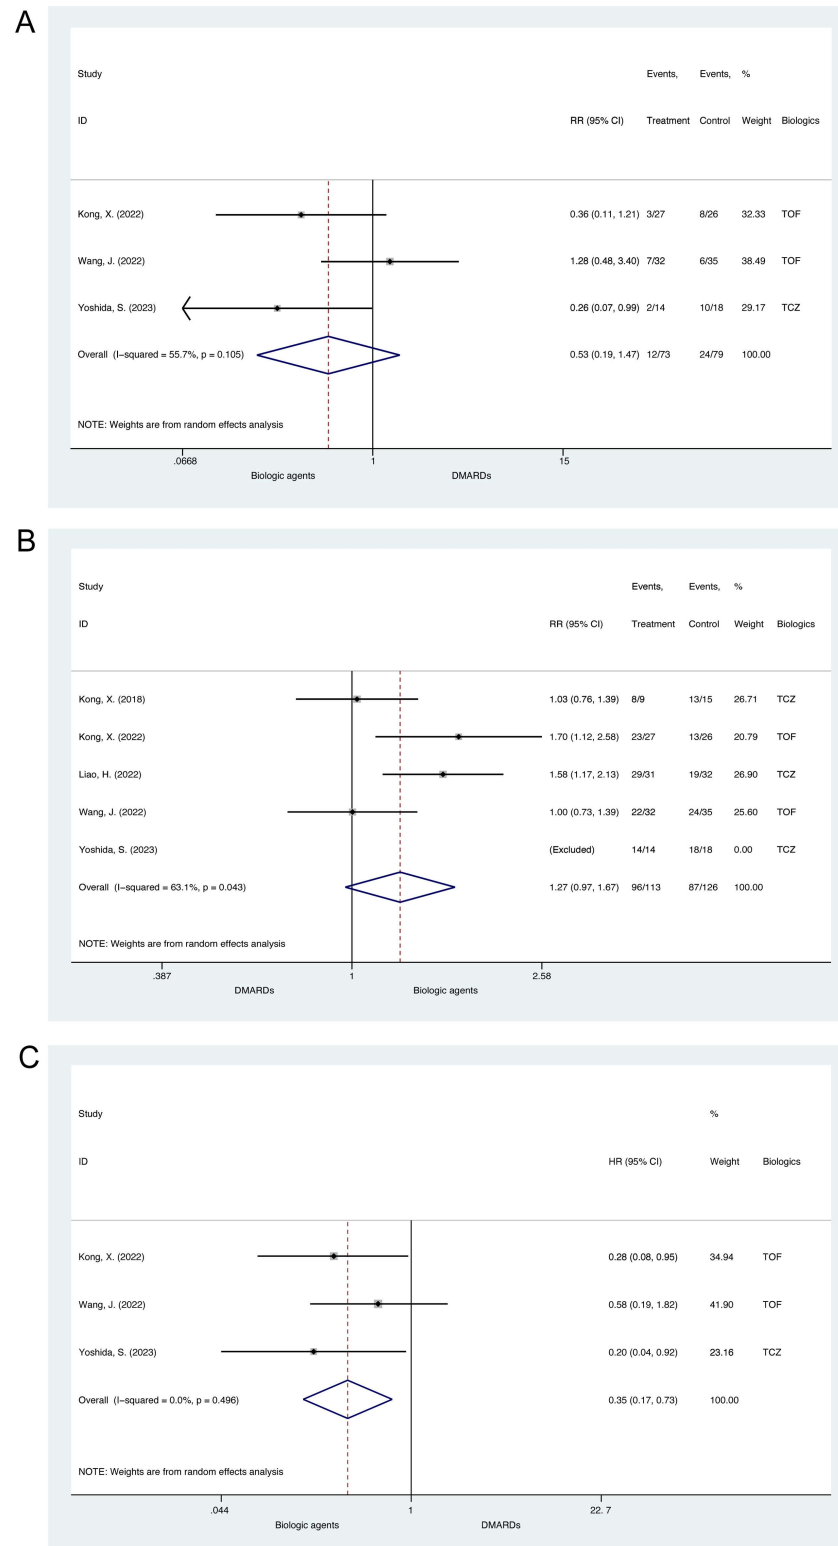 A
Study Events, Events, %
ID RR (95% CI) Treatment Control Weight Biologics
Kong, X. (2022) 0.36 (0.11, 1.21) 3/27 8/26 32.33 TOF
Wang, J. (2022) 1.28 (0.48, 3.40) 7/32 6/35 38.49 TOF
Yoshida, S. (2023) 0.26 (0.07, 0.99) 2/14 10/18 29.17 TCZ
Overall (I−squared = 55.7%, p = 0.105) 0.53 (0.19, 1.47) 12/73 24/79 100.00
NOTE: Weights are from random effects analysis
.0668 1 15
Biologic agents DMARDs
B
Study Events, Events, %
ID RR (95% CI) Treatment Control Weight Biologics
Kong, X. (2018) 1.03 (0.76, 1.39) 8/9 13/15 26.71 TCZ
Kong, X. (2022) 1.70 (1.12, 2.58) 23/27 13/26 20.79 TOF
Liao, H. (2022) 1.58 (1.17, 2.13) 29/31 19/32 26.90 TCZ
Wang, J. (2022) 1.00 (0.73, 1.39) 22/32 24/35 25.60 TOF
Yoshida, S. (2023) (Excluded) 14/14 18/18 0.00 TCZ
Overall (I−squared = 63.1%, p = 0.043) 1.27 (0.97, 1.67) 96/113 87/126 100.00
NOTE: Weights are from random effects analysis
.387 1 2.58
DMARDs Biologic agents
C
Study %
ID HR (95% CI) Weight Biologics
Kong, X. (2022) 0.28 (0.08, 0.95) 34.94 TOF
Wang, J. (2022) 0.58 (0.19, 1.82) 41.90 TOF
Yoshida, S. (2023) 0.20 (0.04, 0.92) 23.16 TCZ
Overall (I−squared = 0.0%, p = 0.496) 0.35 (0.17, 0.73) 100.00
NOTE: Weights are from random effects analysis
.044 1 22. 7
Biologic agents DMARDs